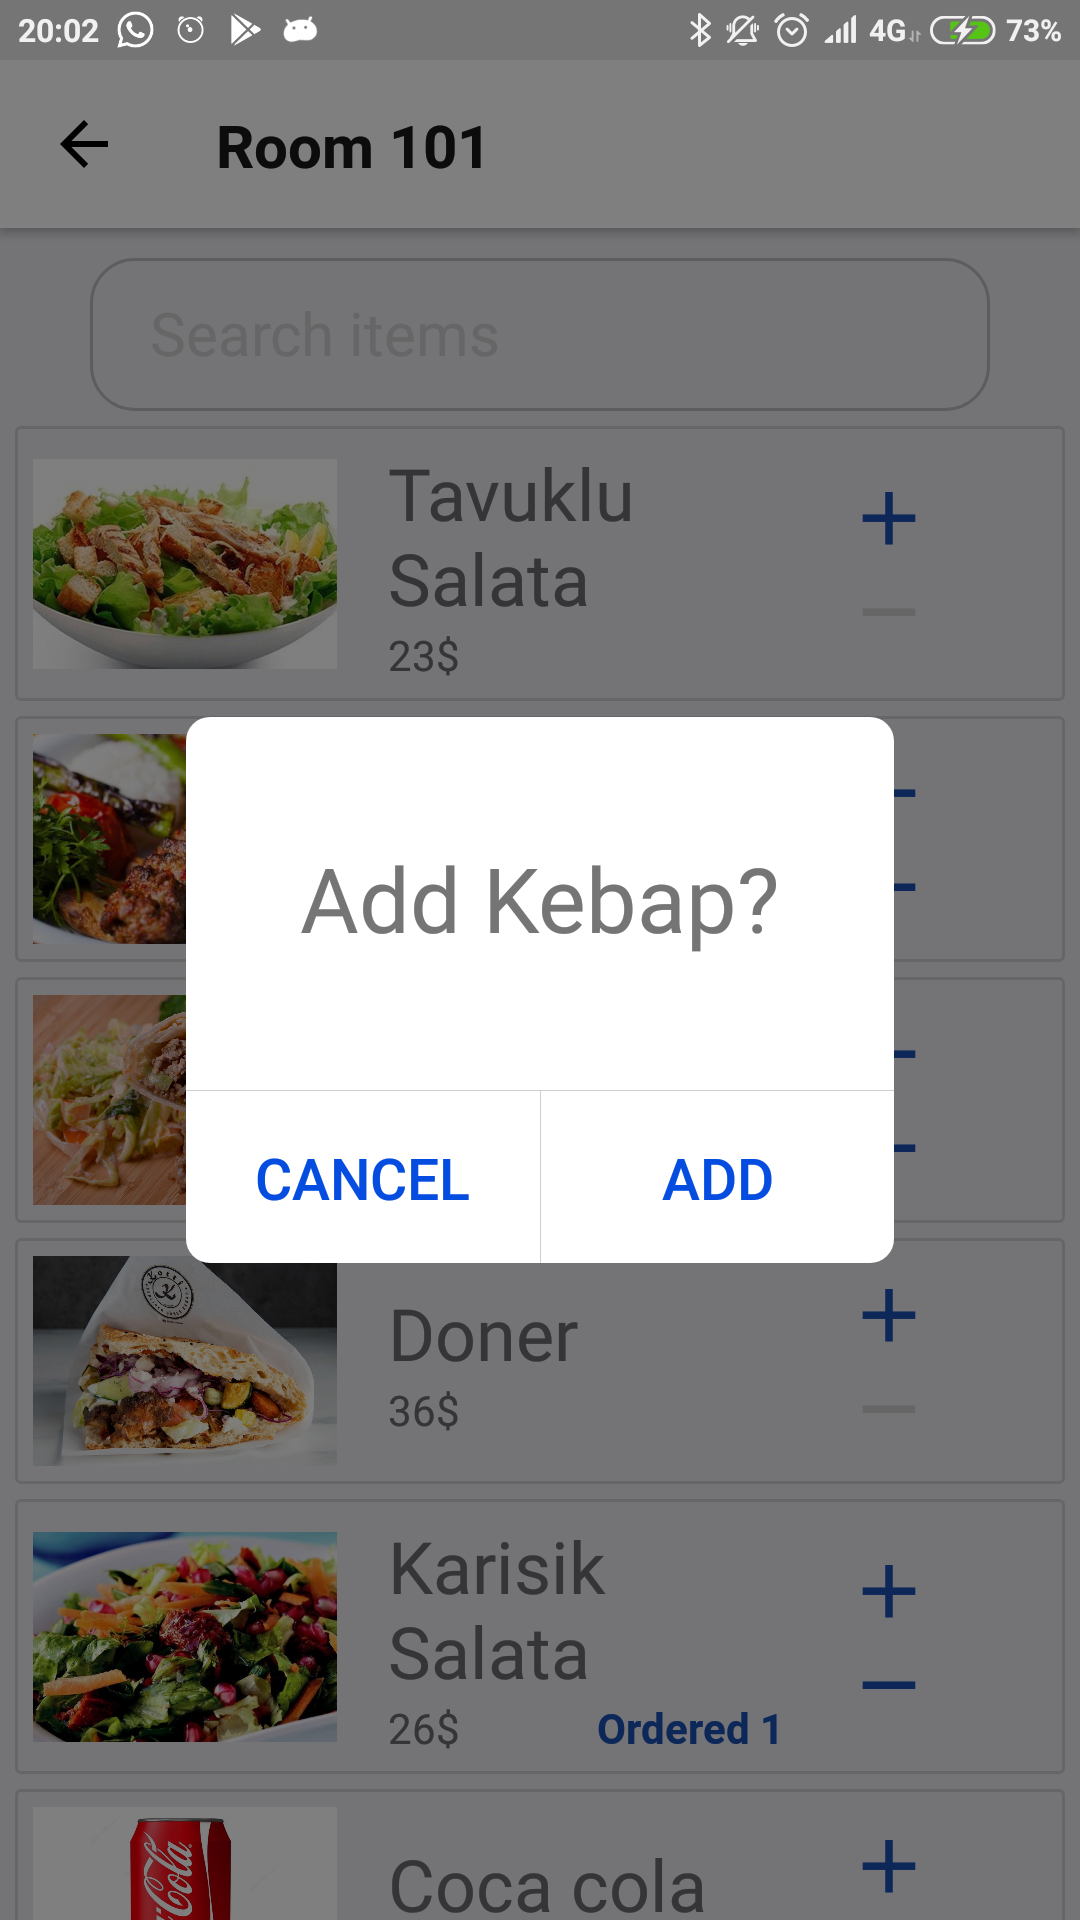 20:02 4G 73%
Room 101
Search items
Tavuklu
Salata
23$
Add Kebap?
CANCEL ADD
Doner
36$
Karisik
Salata
26$ Ordered 1
Coca cola